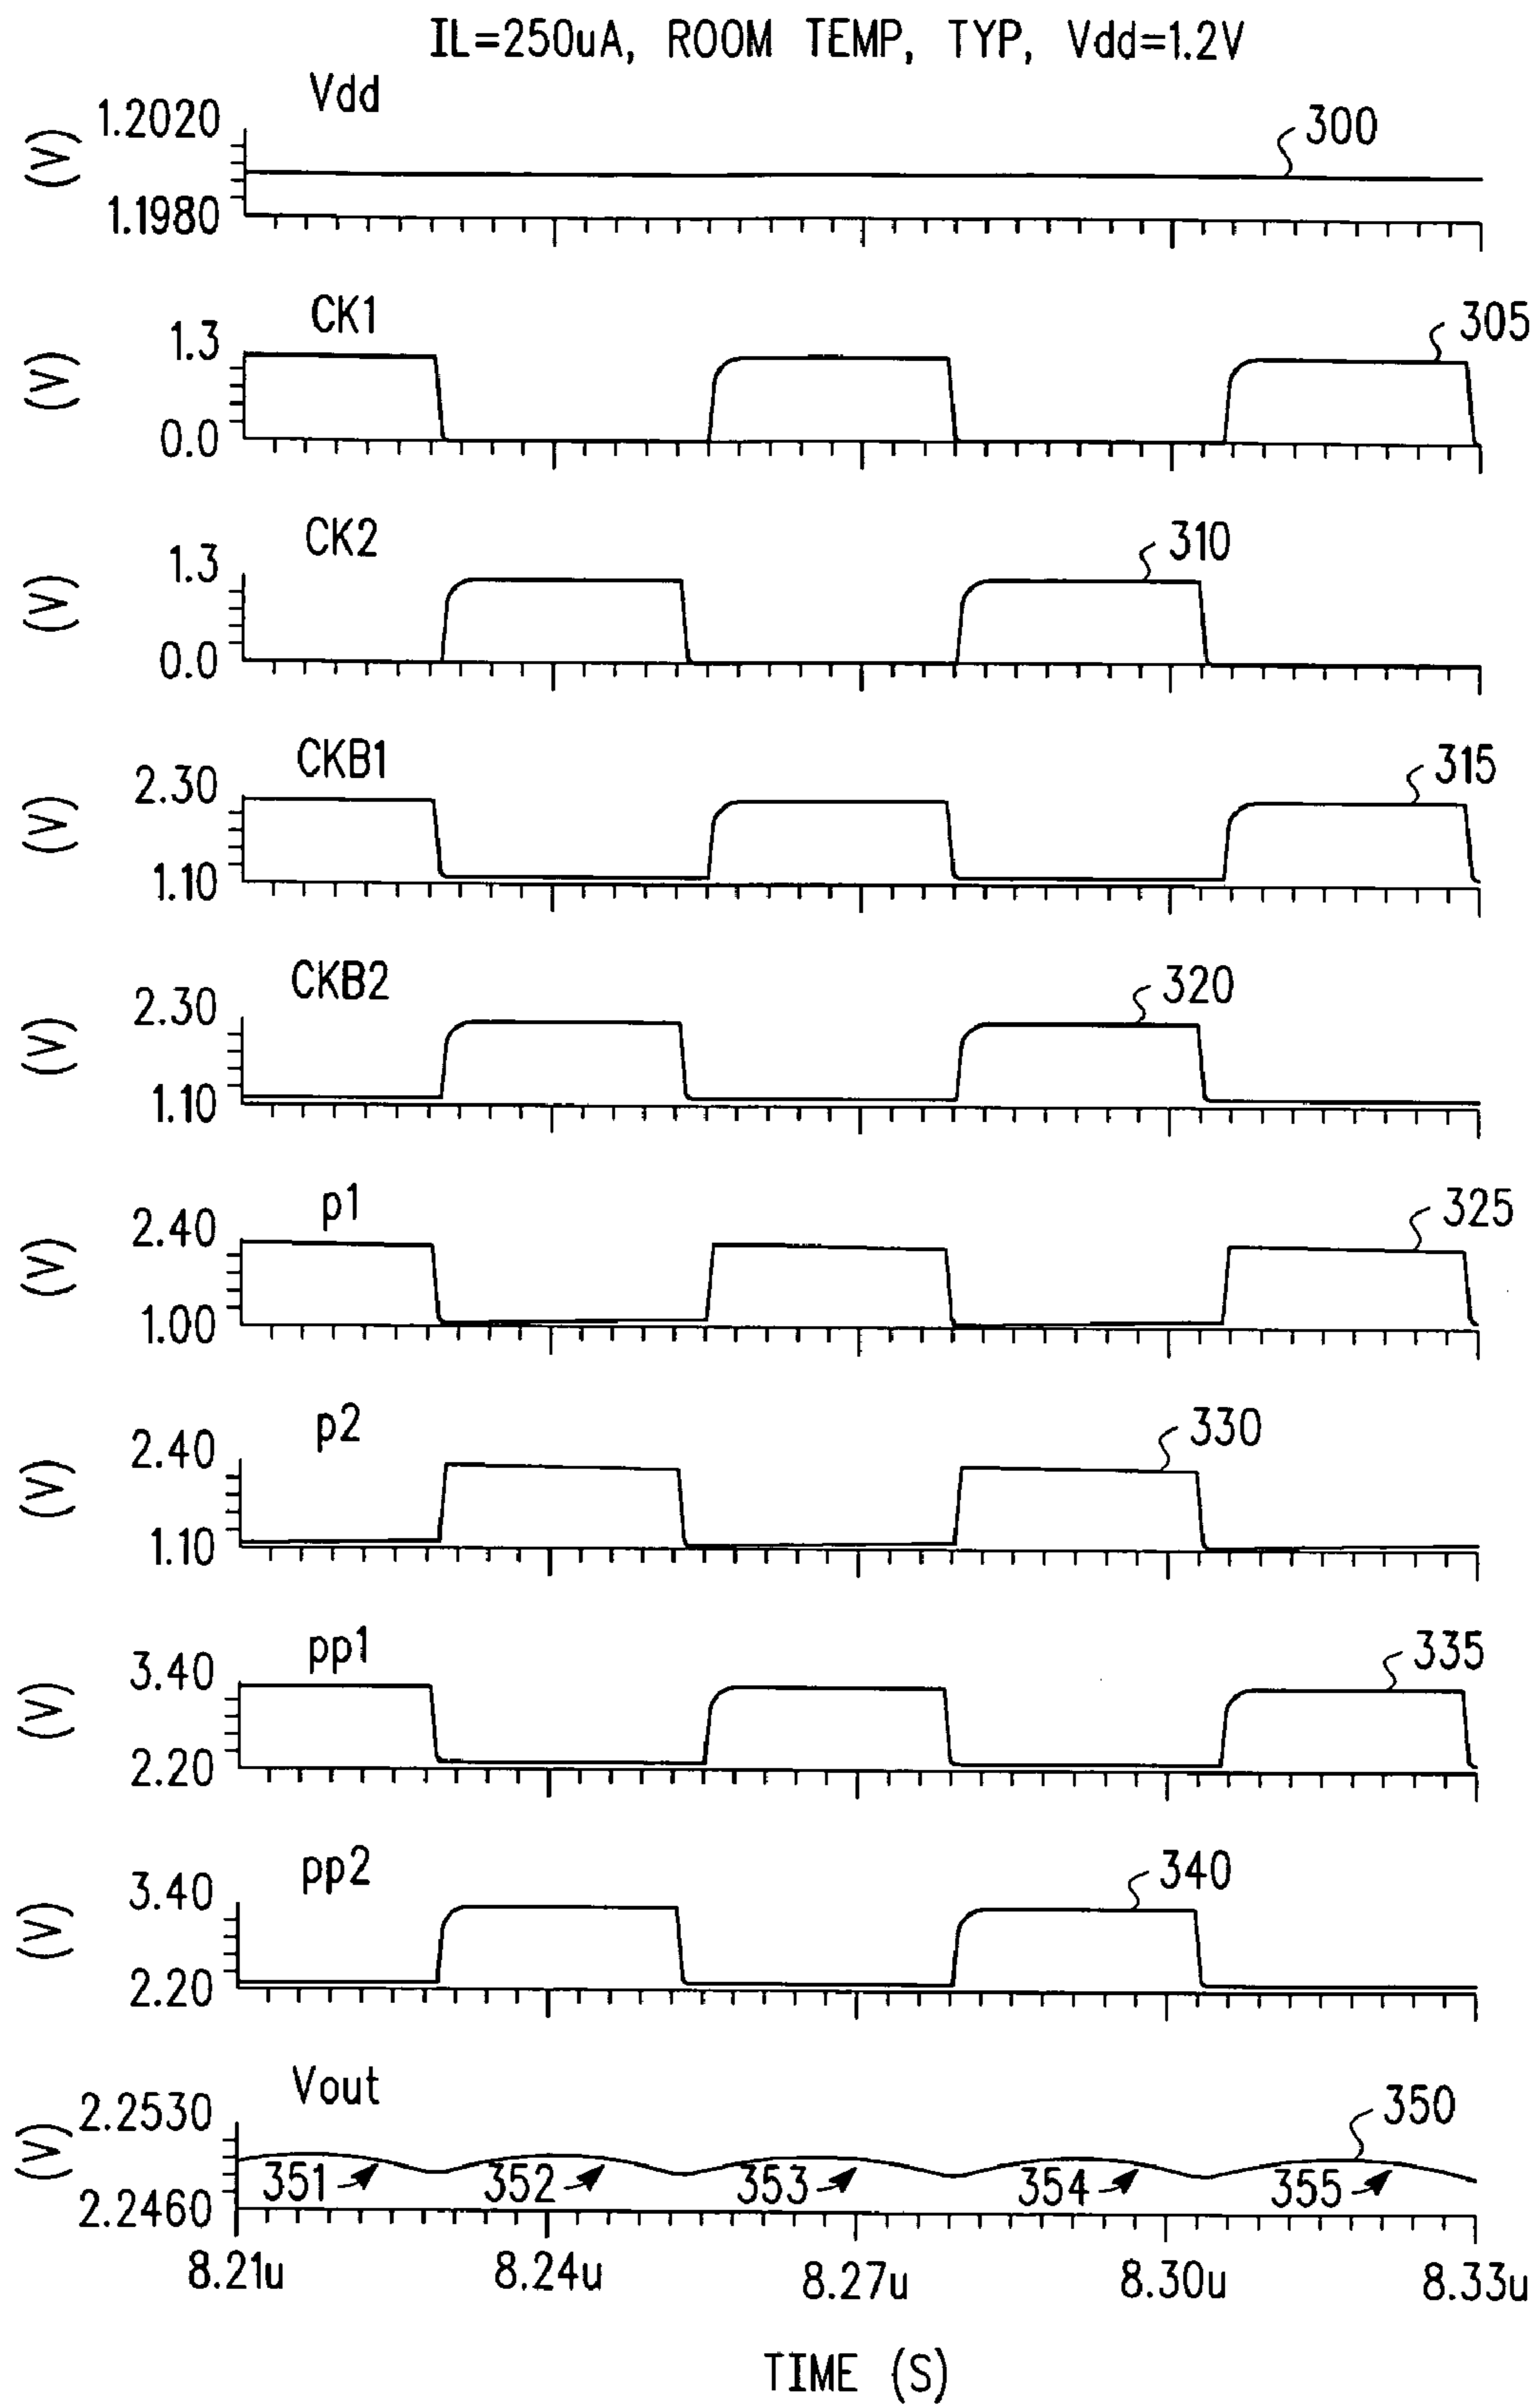 IL=250uA, ROOM TEMP, TYP, Vdd=1.2V
Vdd
1.2020
(V)
1.1980
300
CK1
1.3
(V)
0.0
305
CK2
1.3
(V)
0.0
310
CKB1
2.30
(V)
1.10
315
CKB2
2.30
(V)
1.10
320
p1
2.40
(V)
1.00
325
p2
2.40
(V)
1.10
330
pp1
3.40
(V)
2.20
335
pp2
3.40
(V)
2.20
340
Vout
2.2530
(V)
2.2460
350
351 352 353 354 355
8.21u 8.24u 8.27u 8.30u 8.33u
TIME (S)